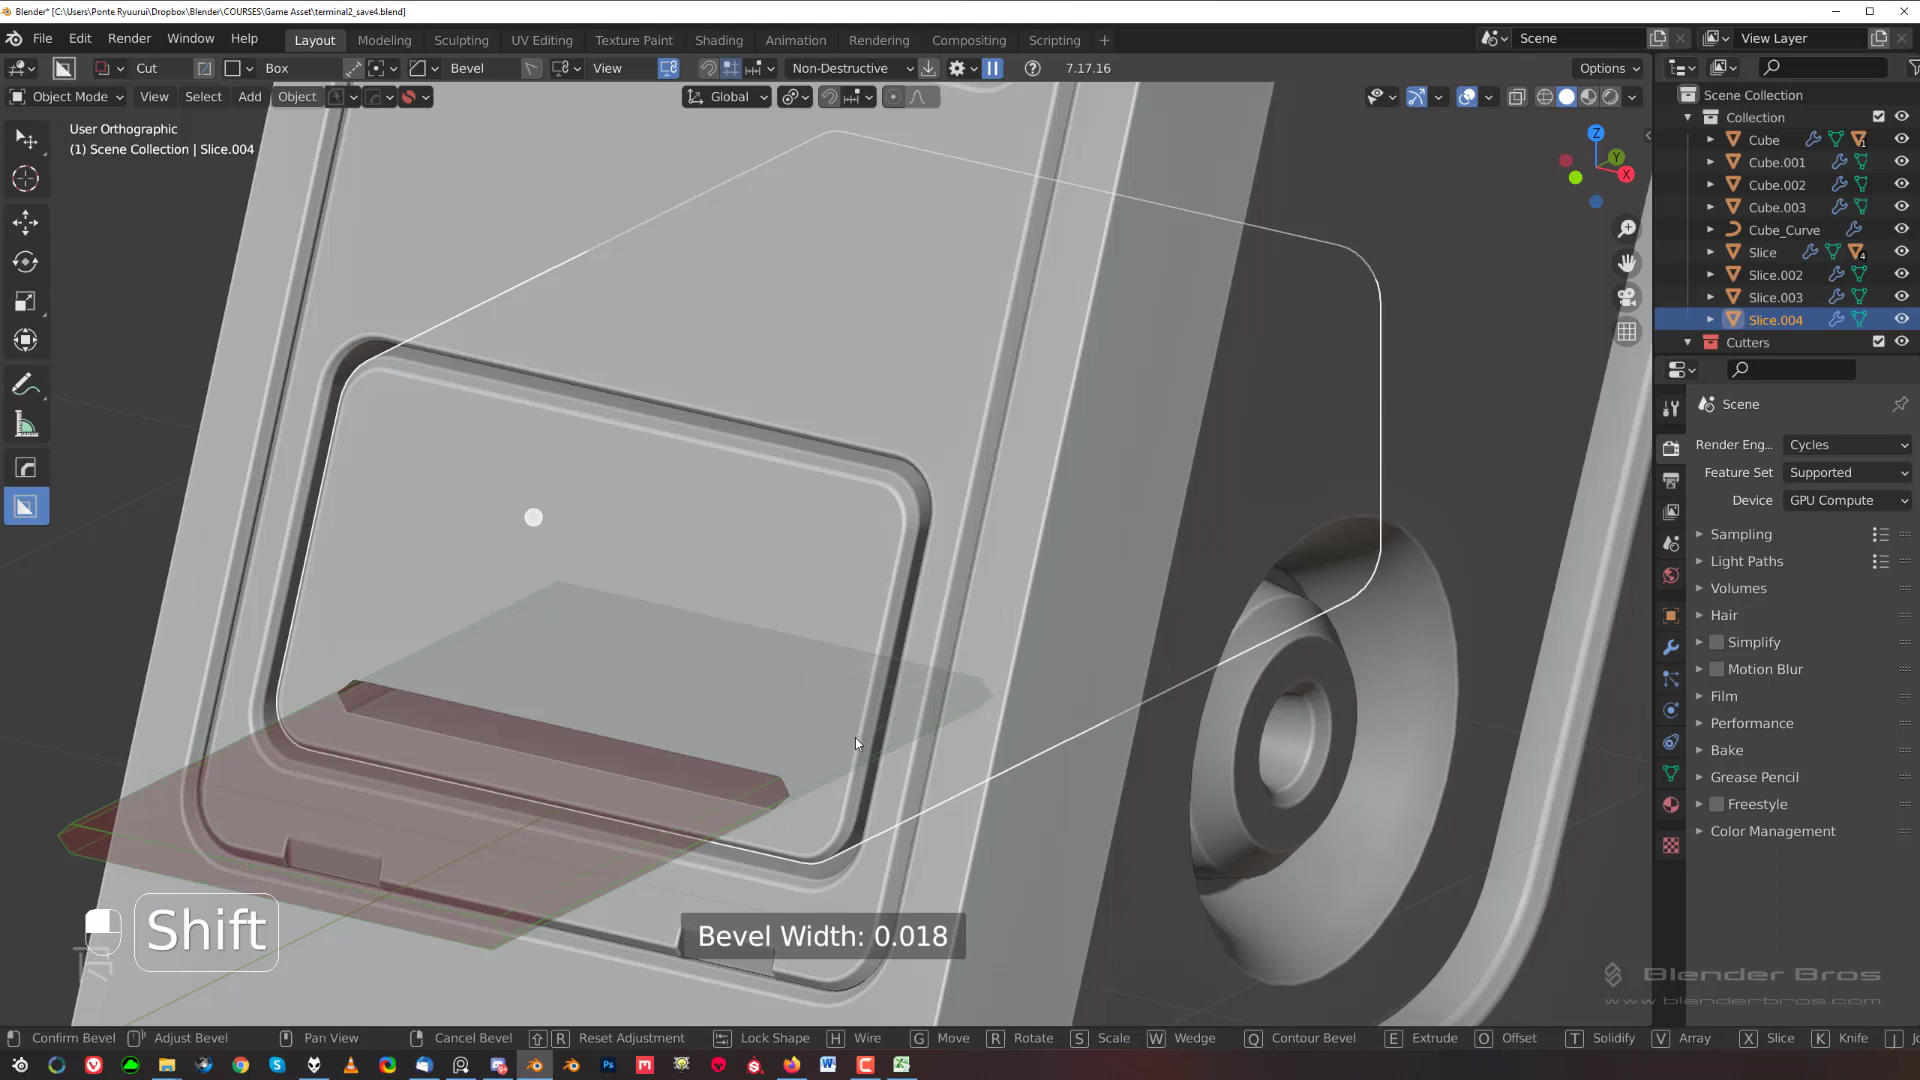 Blender* [C:\Users\Ponte Ryuurui\Dropbox\Blender\COURSES\Game Asset\terminal2_save4.blend]
File Edit Render Window Help Layout Modeling Sculpting UV Editing Texture Paint Shading Animation Rendering Compositing Scripting + Scene View Layer
Cut Box Bevel View Non-Destructive 7.17.16 Options
Object Mode View Select Add Object Global
User Orthographic
(1) Scene Collection | Slice.004
Z
Y
X
Scene Collection
Collection
Cube 1
Cube.001
Cube.002
Cube.003
Cube_Curve
Slice 4
Slice.002
Slice.003
Slice.004
Cutters
Scene
Render Eng... Cycles
Feature Set Supported
Device GPU Compute
Sampling
Light Paths
Volumes
Hair
Simplify
Motion Blur
Film
Performance
Bake
Grease Pencil
Freestyle
Color Management
Shift
Bevel Width: 0.018
Blender Bros
www.blenderbros.com
Confirm Bevel Adjust Bevel Pan View Cancel Bevel R Reset Adjustment Lock Shape H Wire G Move R Rotate S Scale W Wedge Q Contour Bevel E Extrude O Offset T Solidify V Array X Slice K Knife J